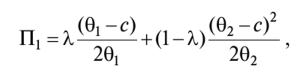 Π₁ = λ (θ₁ − c) / 2θ₁ + (1−λ) (θ₂ − c)² / 2θ₂ ,